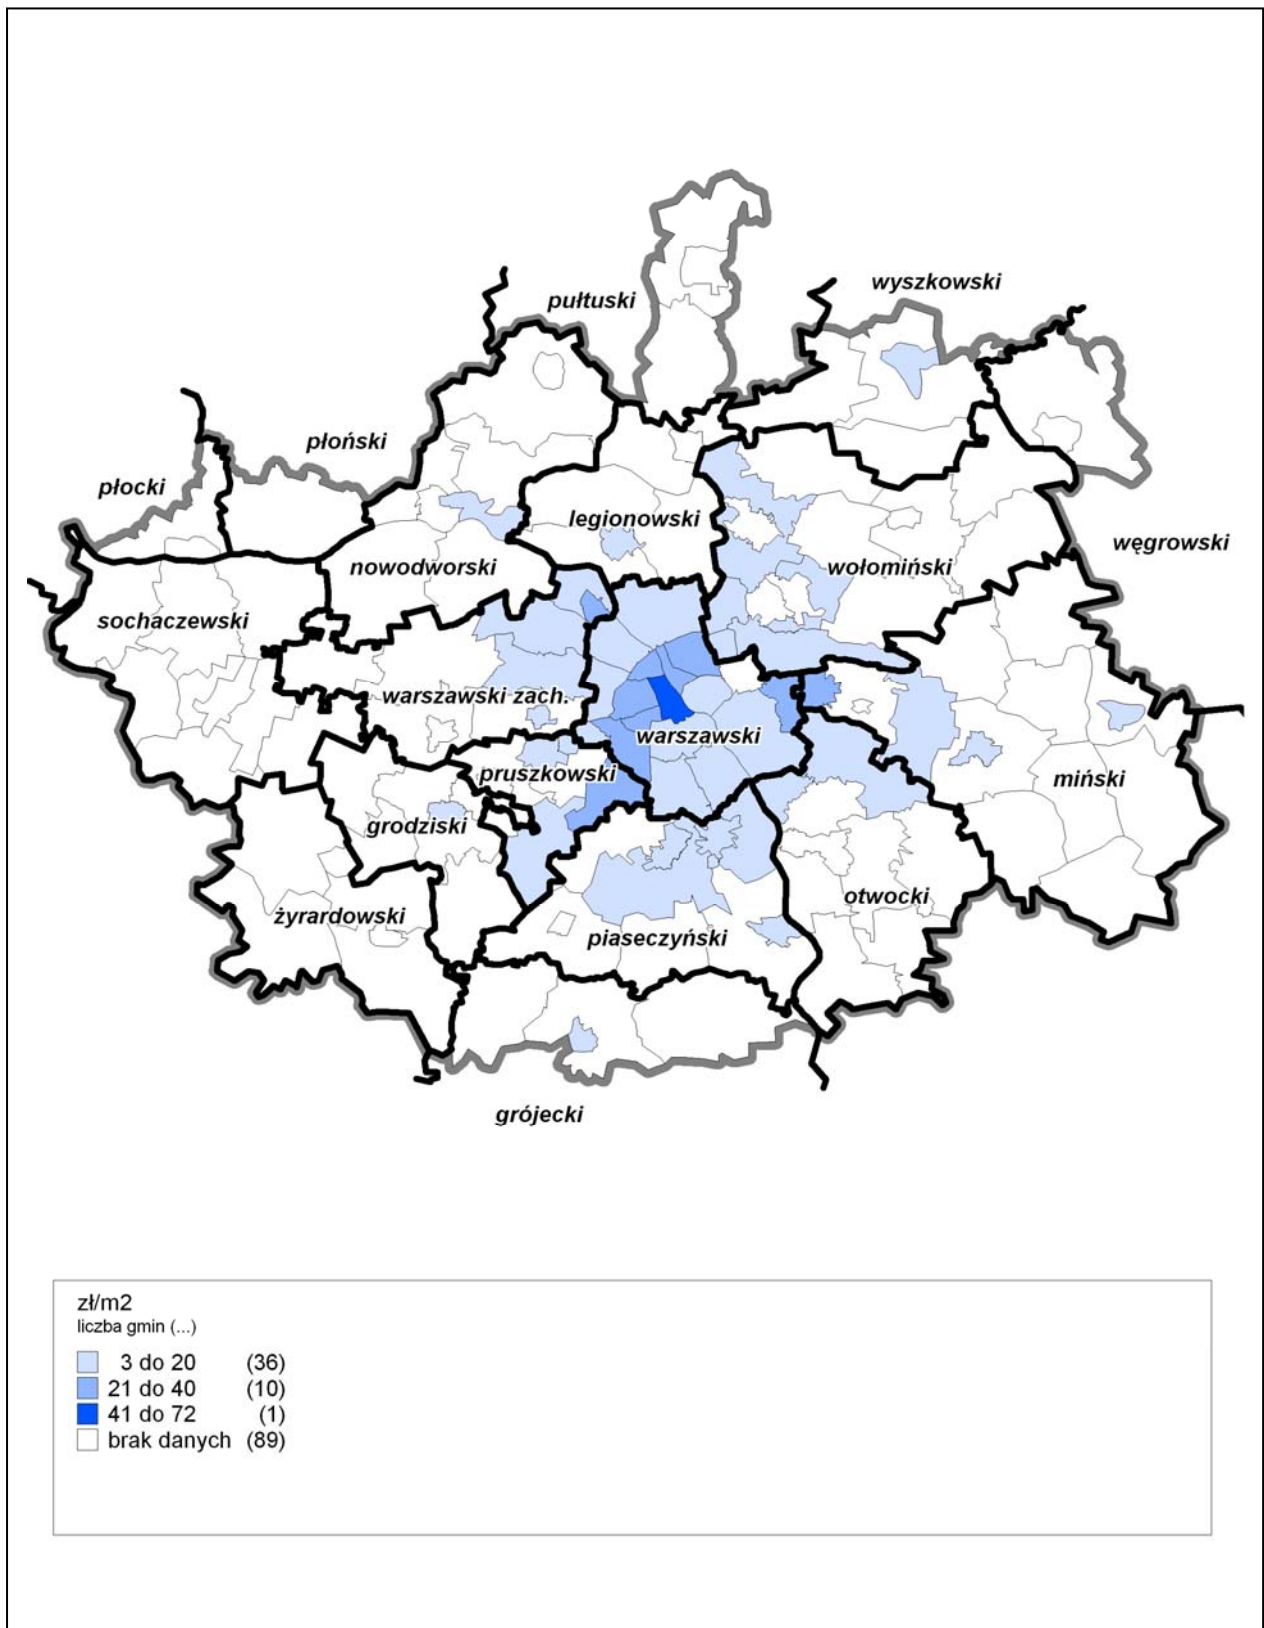 wyszkowski
pułtuski
płoński
płocki
legionowski
węgrowski
nowodworski
wołomiński
sochaczewski
warszawski zach.
warszawski
pruszkowski
miński
grodziski
otwocki
żyrardowski
piaseczyński
grójecki
zł/m2
liczba gmin (...)
3 do 20 (36)
21 do 40 (10)
41 do 72 (1)
brak danych (89)